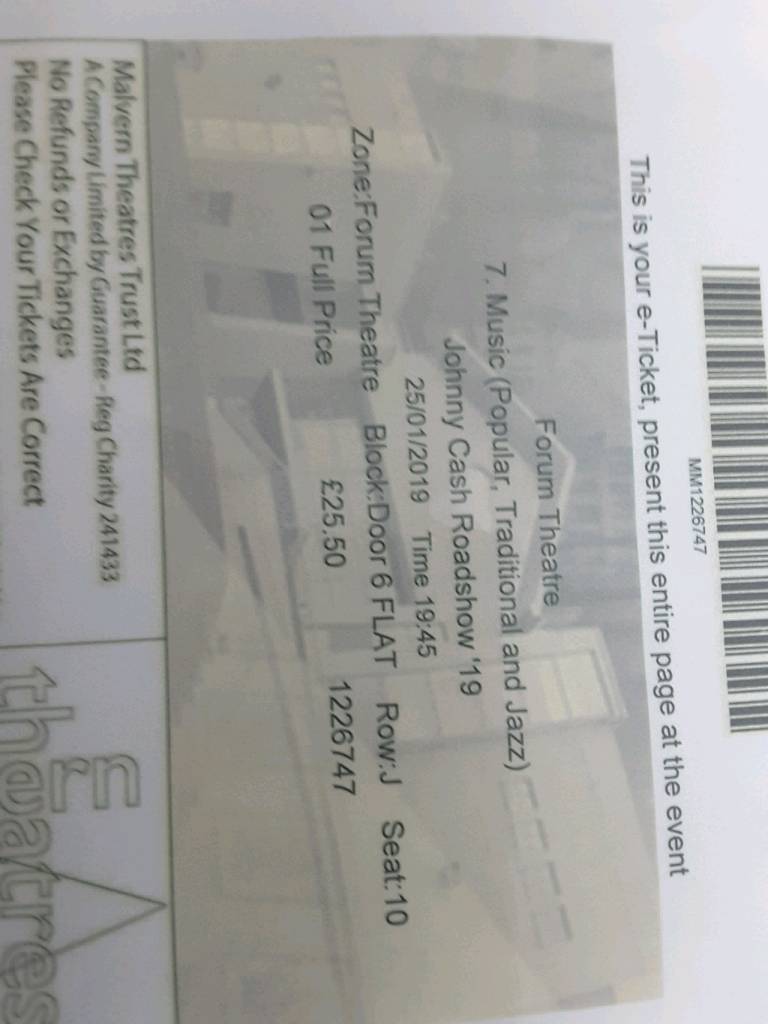 MM1226747
This is your e-Ticket, present this entire page at the event
Forum Theatre
7. Music (Popular, Traditional and Jazz)
Johnny Cash Roadshow '19
25/01/2019 Time 19:45
Zone:Forum Theatre Block:Door 6 FLAT Row:J Seat:10
01 Full Price £25.50 1226747
Malvern Theatres Trust Ltd
A Company Limited by Guarantee - Reg Charity 241433
No Refunds or Exchanges
Please Check Your Tickets Are Correct
theatres